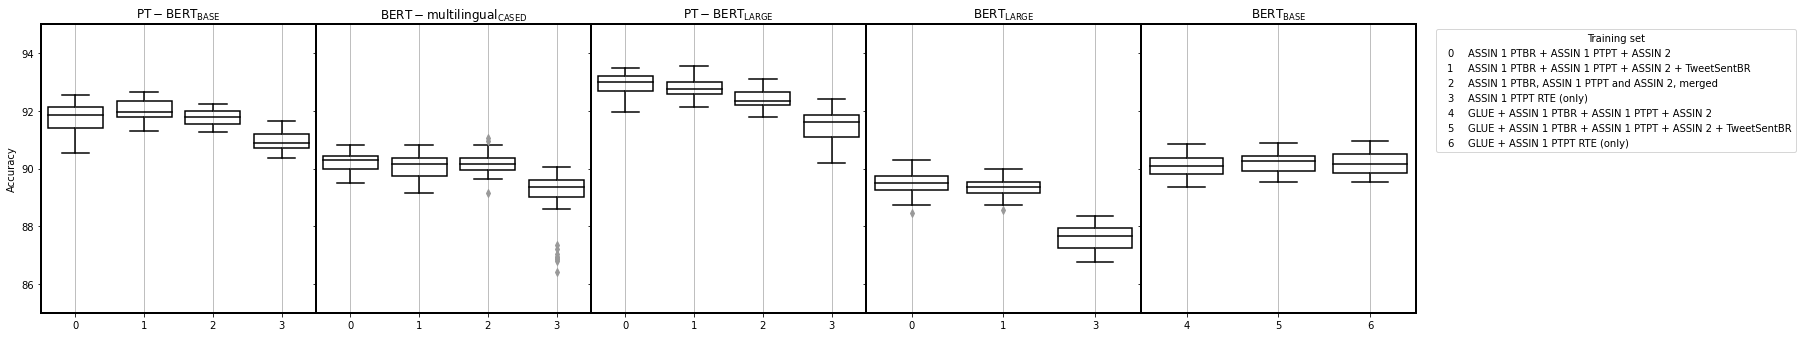 PT − BERT_BASE
BERT − multilingual_CASED
PT − BERT_LARGE
BERT_LARGE
BERT_BASE
Accuracy
94
92
90
88
86
0 1 2 3
0 1 2 3
0 1 2 3
0 1 3
4 5 6
Training set
0 ASSIN 1 PTBR + ASSIN 1 PTPT + ASSIN 2
1 ASSIN 1 PTBR + ASSIN 1 PTPT + ASSIN 2 + TweetSentBR
2 ASSIN 1 PTBR, ASSIN 1 PTPT and ASSIN 2, merged
3 ASSIN 1 PTPT RTE (only)
4 GLUE + ASSIN 1 PTBR + ASSIN 1 PTPT + ASSIN 2
5 GLUE + ASSIN 1 PTBR + ASSIN 1 PTPT + ASSIN 2 + TweetSentBR
6 GLUE + ASSIN 1 PTPT RTE (only)